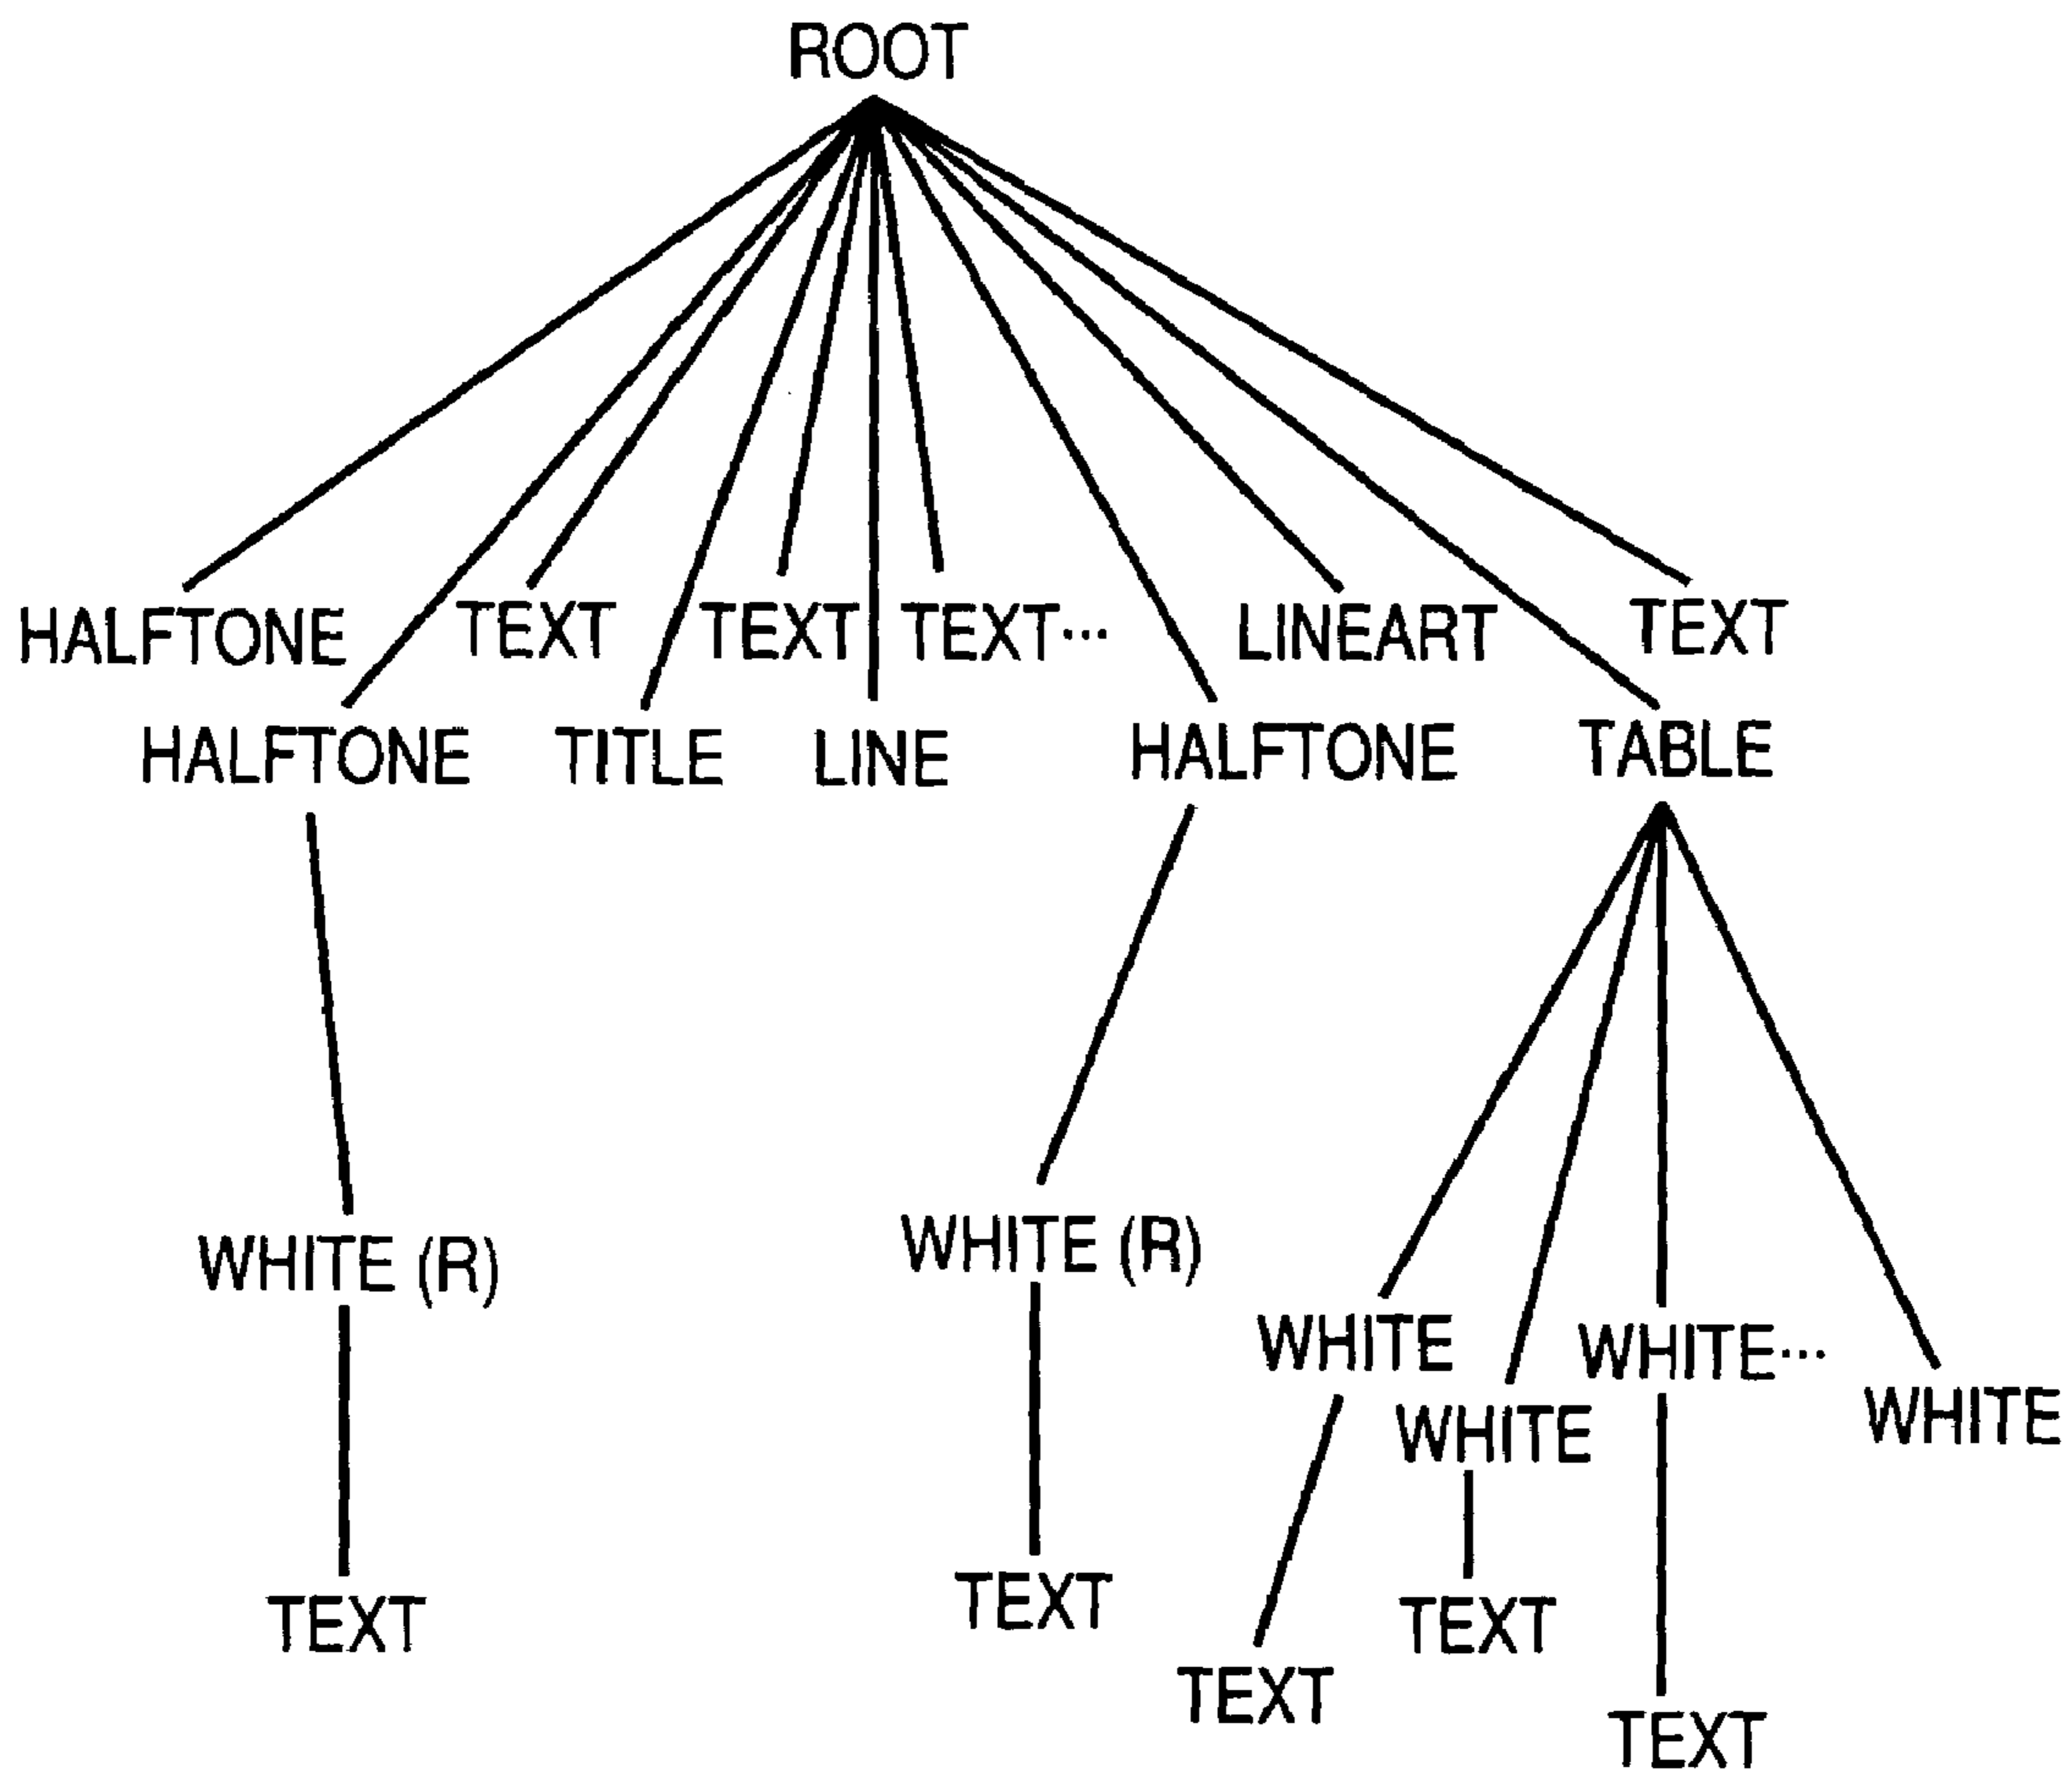 ROOT
HALFTONE TEXT TEXT TEXT··· LINEART TEXT
HALFTONE TITLE LINE HALFTONE TABLE
WHITE (R) WHITE (R)
WHITE WHITE···
WHITE WHITE
TEXT TEXT TEXT
TEXT
TEXT